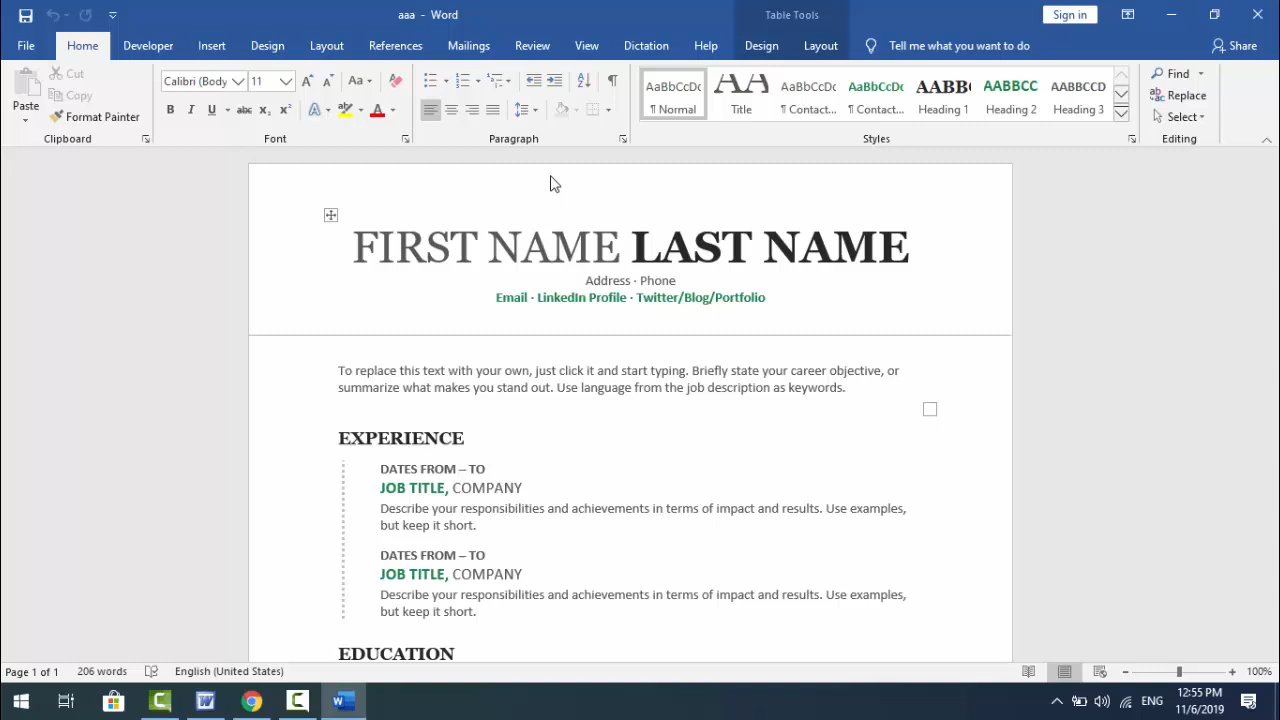 aaa - Word
Table Tools
Sign in
File Home Developer Insert Design Layout References Mailings Review View Dictation Help Design Layout Tell me what you want to do Share
Paste
Cut
Copy
Format Painter
Clipboard
Calibri (Body 11
Font
Paragraph
AaBbCcDc AA AaBbCcDc AaBbCcDc AABB( AABBCC AABBCCD
¶ Normal Title ¶ Contact... ¶ Contact... Heading 1 Heading 2 Heading 3
Styles
Find
Replace
Select
Editing
FIRST NAME LAST NAME
Address · Phone
Email · LinkedIn Profile · Twitter/Blog/Portfolio
To replace this text with your own, just click it and start typing. Briefly state your career objective, or
summarize what makes you stand out. Use language from the job description as keywords.
EXPERIENCE
DATES FROM – TO
JOB TITLE, COMPANY
Describe your responsibilities and achievements in terms of impact and results. Use examples,
but keep it short.
DATES FROM – TO
JOB TITLE, COMPANY
Describe your responsibilities and achievements in terms of impact and results. Use examples,
but keep it short.
EDUCATION
Page 1 of 1 206 words English (United States) 100%
ENG
12:55 PM
11/6/2019